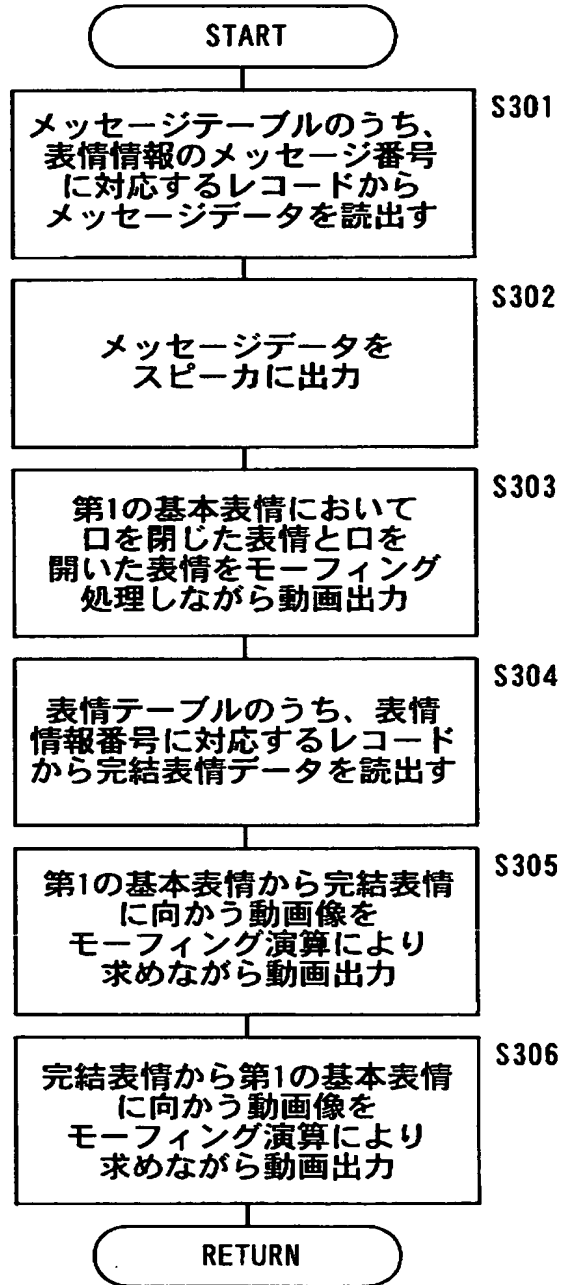 START
S301
メッセージテーブルのうち、
表情情報のメッセージ番号
に対応するレコードから
メッセージデータを読出す
S302
メッセージデータを
スピーカに出力
S303
第1の基本表情において
口を閉じた表情と口を
開いた表情をモーフィング
処理しながら動画出力
S304
表情テーブルのうち、表情
情報番号に対応するレコード
から完結表情データを読出す
S305
第1の基本表情から完結表情
に向かう動画像を
モーフィング演算により
求めながら動画出力
S306
完結表情から第1の基本表情
に向かう動画像を
モーフィング演算により
求めながら動画出力
RETURN